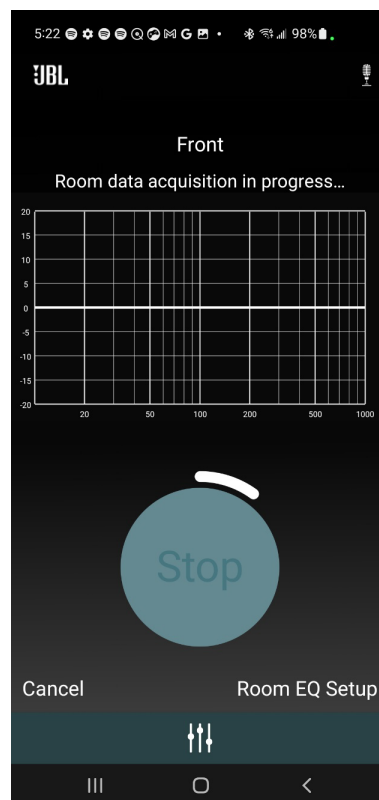 5:22 G 98%
JBL
Front
Room data acquisition in progress...
20
15
10
5
0
-5
-10
-15
-20
20 50 100 200 500 1000
Stop
Cancel Room EQ Setup